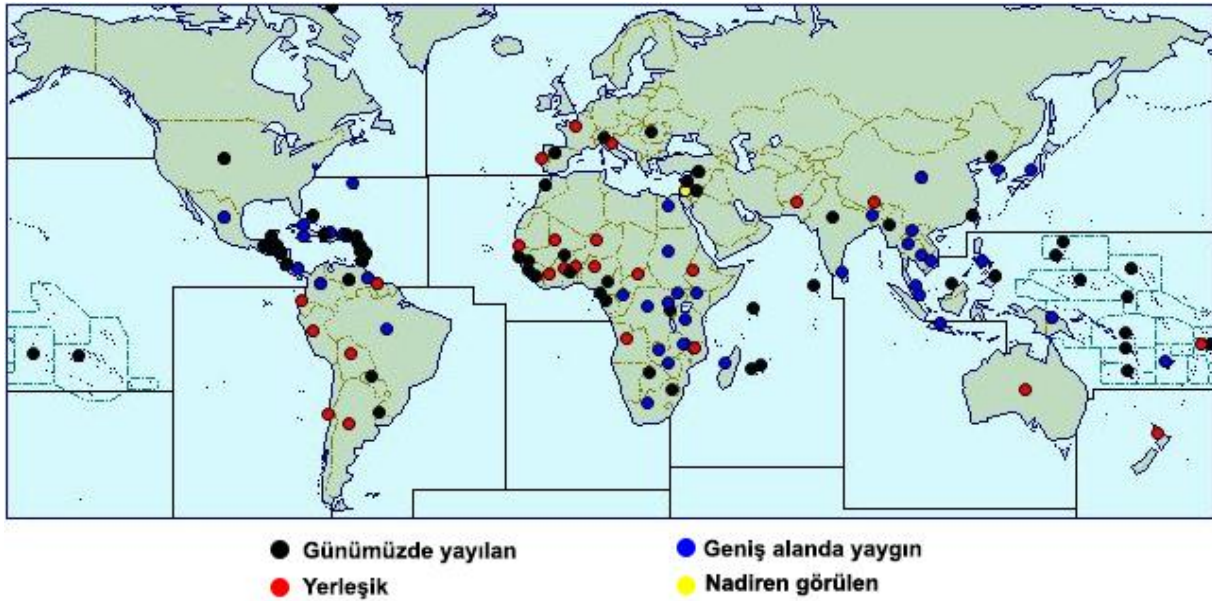 Günümüzde yayılan
Geniş alanda yaygın
Yerleşik
Nadiren görülen